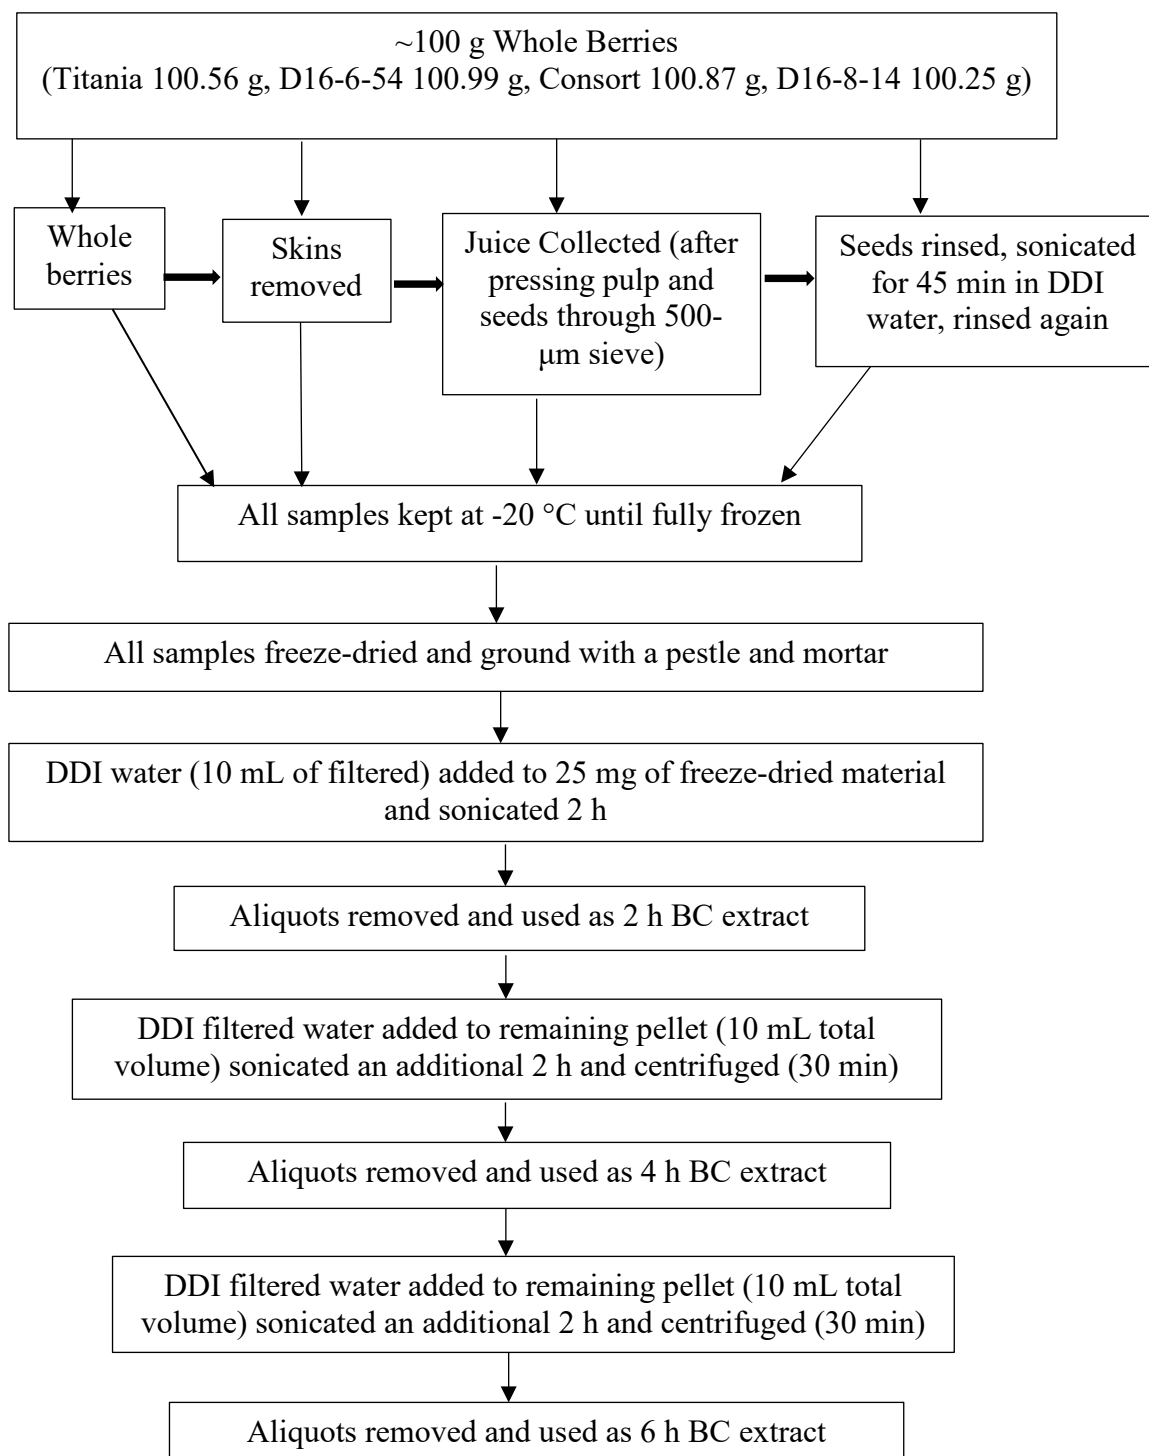 ~100 g Whole Berries
(Titania 100.56 g, D16-6-54 100.99 g, Consort 100.87 g, D16-8-14 100.25 g)
Whole
berries
Skins
removed
Juice Collected (after
pressing pulp and
seeds through 500-
μm sieve)
Seeds rinsed, sonicated
for 45 min in DDI
water, rinsed again
All samples kept at -20 °C until fully frozen
All samples freeze-dried and ground with a pestle and mortar
DDI water (10 mL of filtered) added to 25 mg of freeze-dried material
and sonicated 2 h
Aliquots removed and used as 2 h BC extract
DDI filtered water added to remaining pellet (10 mL total
volume) sonicated an additional 2 h and centrifuged (30 min)
Aliquots removed and used as 4 h BC extract
DDI filtered water added to remaining pellet (10 mL total
volume) sonicated an additional 2 h and centrifuged (30 min)
Aliquots removed and used as 6 h BC extract